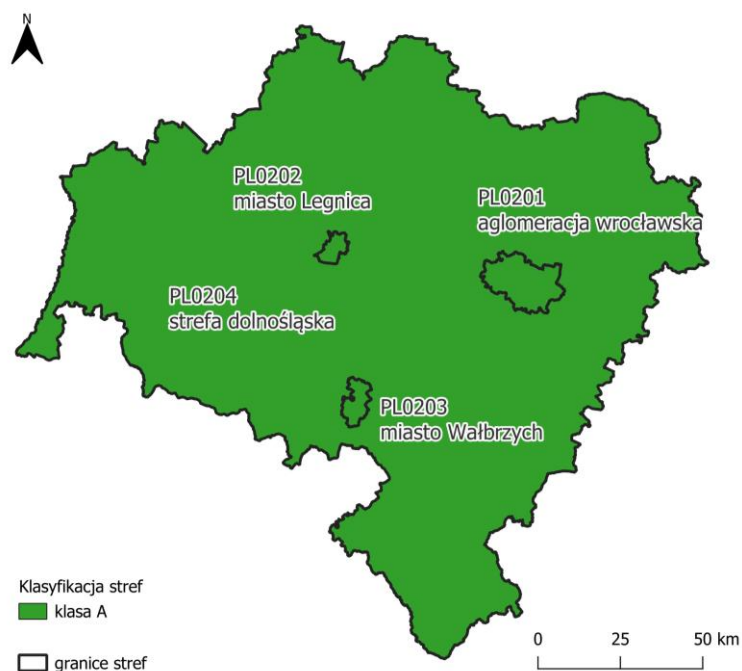 N
PL0202
miasto Legnica
PL0201
aglomeracja wrocławska
PL0204
strefa dolnośląska
PL0203
miasto Wałbrzych
Klasyfikacja stref
klasa A
granice stref
0 25 50 km